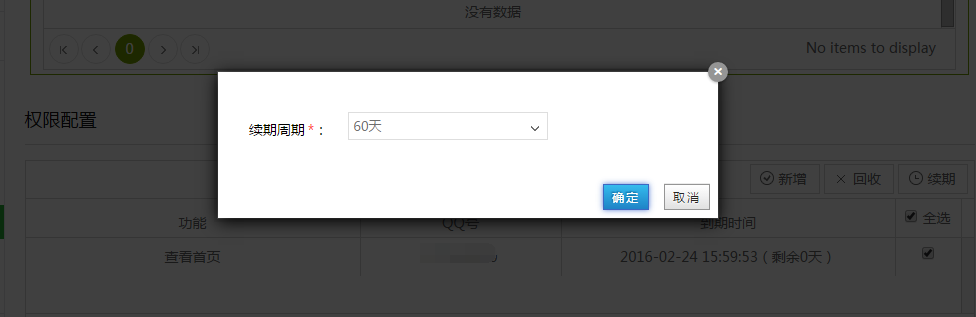 没有数据
0
No items to display
续期周期 * ：
60天
权限配置
新增
回收
续期
确定
取消
功能
QQ号
到期时间
全选
查看首页
2016-02-24 15:59:53 ( 剩余0天 )